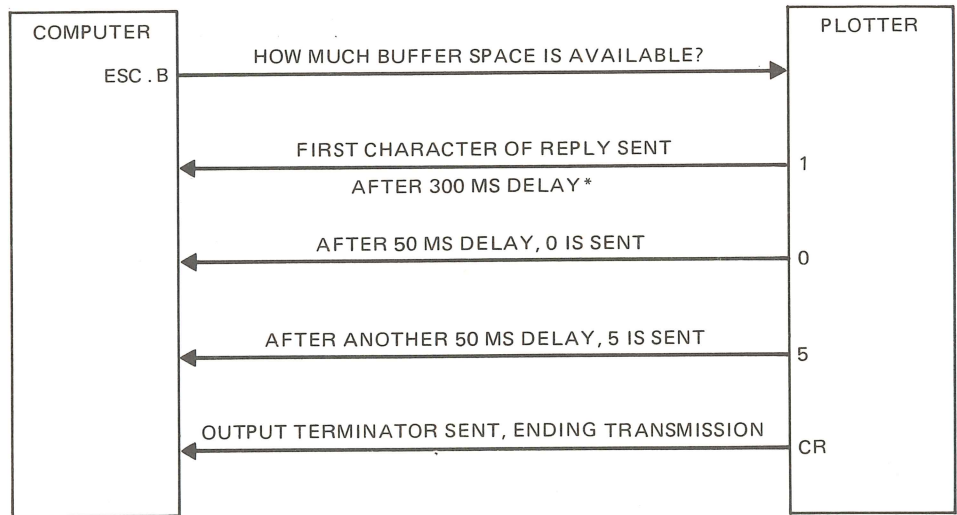 COMPUTER
PLOTTER
HOW MUCH BUFFER SPACE IS AVAILABLE?
ESC . B
FIRST CHARACTER OF REPLY SENT
1
AFTER 300 MS DELAY*
AFTER 50 MS DELAY, 0 IS SENT
0
AFTER ANOTHER 50 MS DELAY, 5 IS SENT
5
OUTPUT TERMINATOR SENT, ENDING TRANSMISSION
CR